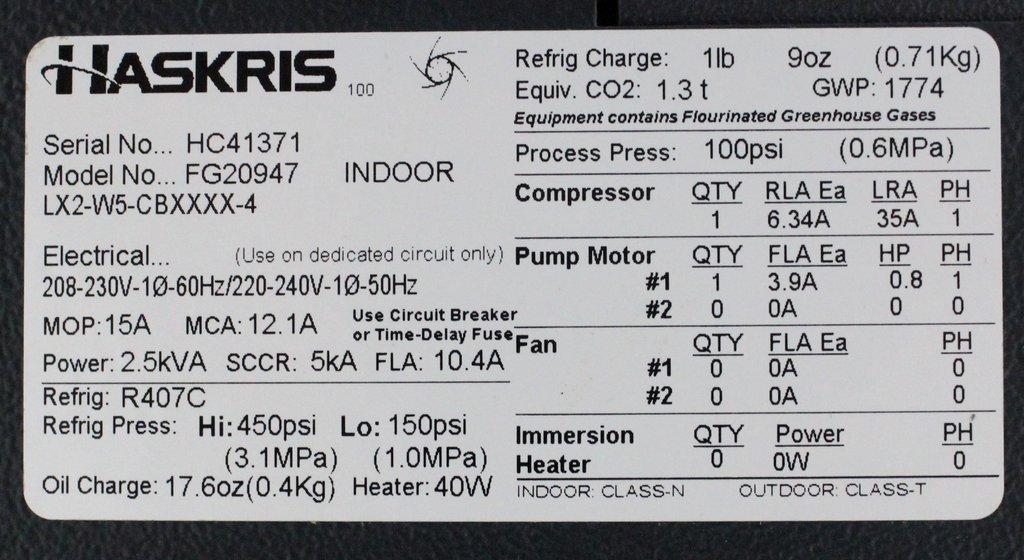 HASKRIS 100
Serial No... HC41371
Model No... FG20947 INDOOR
LX2-W5-CBXXXX-4
Electrical... (Use on dedicated circuit only)
208-230V-1Ø-60Hz/220-240V-1Ø-50Hz
MOP:15A MCA:12.1A Use Circuit Breaker
or Time-Delay Fuse
Power: 2.5kVA SCCR: 5kA FLA: 10.4A
Refrig: R407C
Refrig Press: Hi:450psi Lo:150psi
(3.1MPa) (1.0MPa)
Oil Charge: 17.6oz(0.4Kg) Heater:40W
Refrig Charge: 1lb 9oz (0.71Kg)
Equiv. CO2: 1.3 t GWP: 1774
Equipment contains Flourinated Greenhouse Gases
Process Press: 100psi (0.6MPa)
Compressor QTY RLA Ea LRA PH
1 6.34A 35A 1
Pump Motor QTY FLA Ea HP PH
#1 1 3.9A 0.8 1
#2 0 0A 0 0
Fan QTY FLA Ea PH
#1 0 0A 0
#2 0 0A 0
Immersion QTY Power PH
Heater 0 0W 0
INDOOR: CLASS-N OUTDOOR: CLASS-T